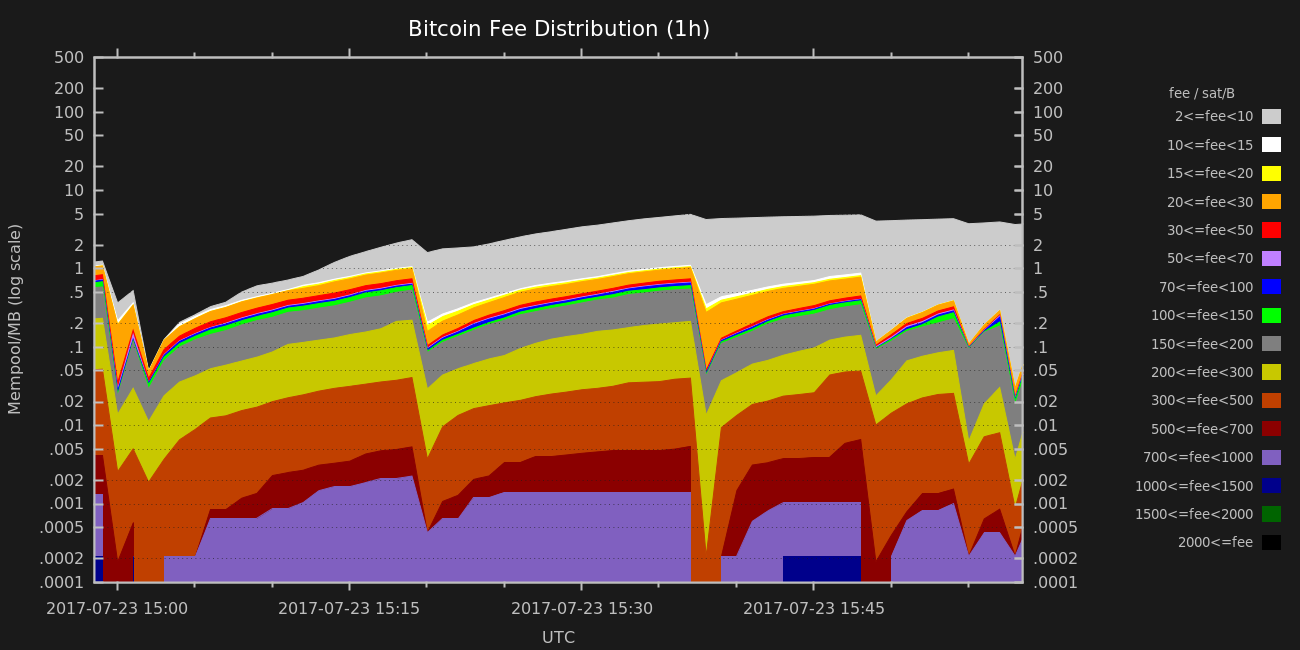 Bitcoin Fee Distribution (1h)
Mempool/MB (log scale)
500
200
100
50
20
10
5
2
1
.5
.2
.1
.05
.02
.01
.005
.002
.001
.0005
.0002
.0001
500
200
100
50
20
10
5
2
1
.5
.2
.1
.05
.02
.01
.005
.002
.001
.0005
.0002
.0001
2017-07-23 15:00
2017-07-23 15:15
2017-07-23 15:30
2017-07-23 15:45
UTC
fee / sat/B
2<=fee<10
10<=fee<15
15<=fee<20
20<=fee<30
30<=fee<50
50<=fee<70
70<=fee<100
100<=fee<150
150<=fee<200
200<=fee<300
300<=fee<500
500<=fee<700
700<=fee<1000
1000<=fee<1500
1500<=fee<2000
2000<=fee